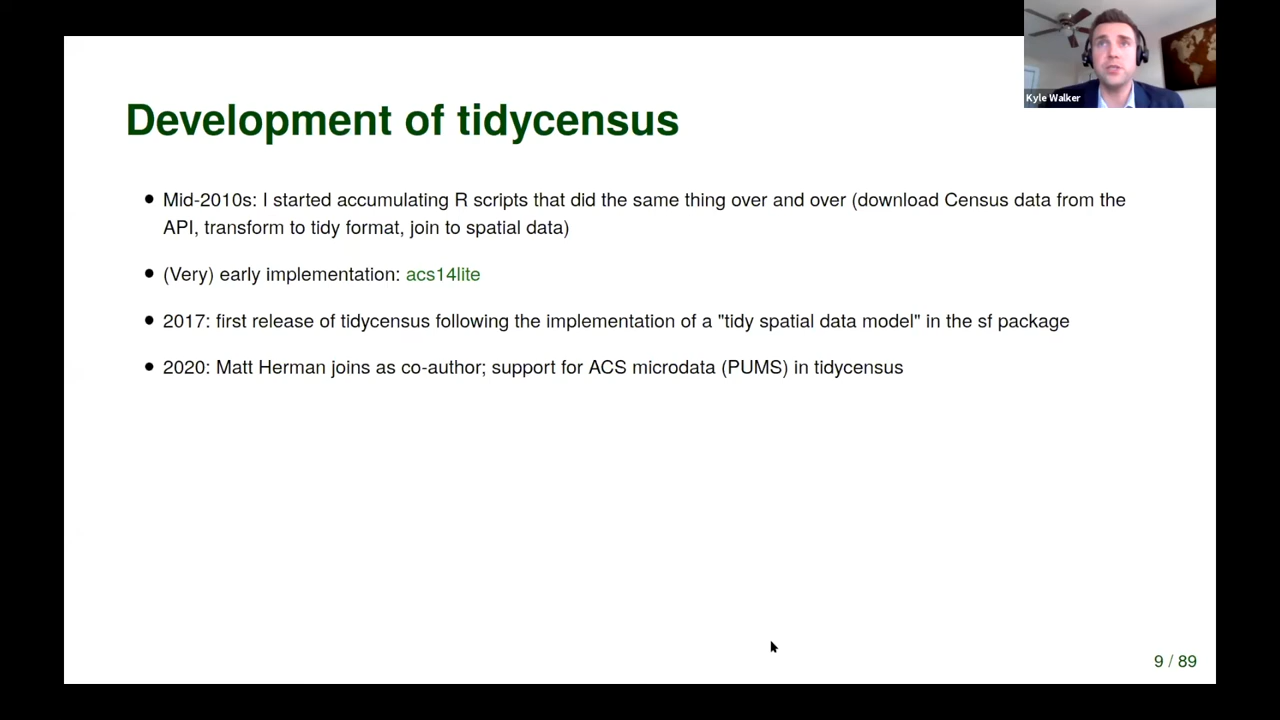 Kyle Walker
Development of tidycensus
• Mid-2010s: I started accumulating R scripts that did the same thing over and over (download Census data from the
API, transform to tidy format, join to spatial data)
• (Very) early implementation: acs14lite
• 2017: first release of tidycensus following the implementation of a "tidy spatial data model" in the sf package
• 2020: Matt Herman joins as co-author; support for ACS microdata (PUMS) in tidycensus
9 / 89